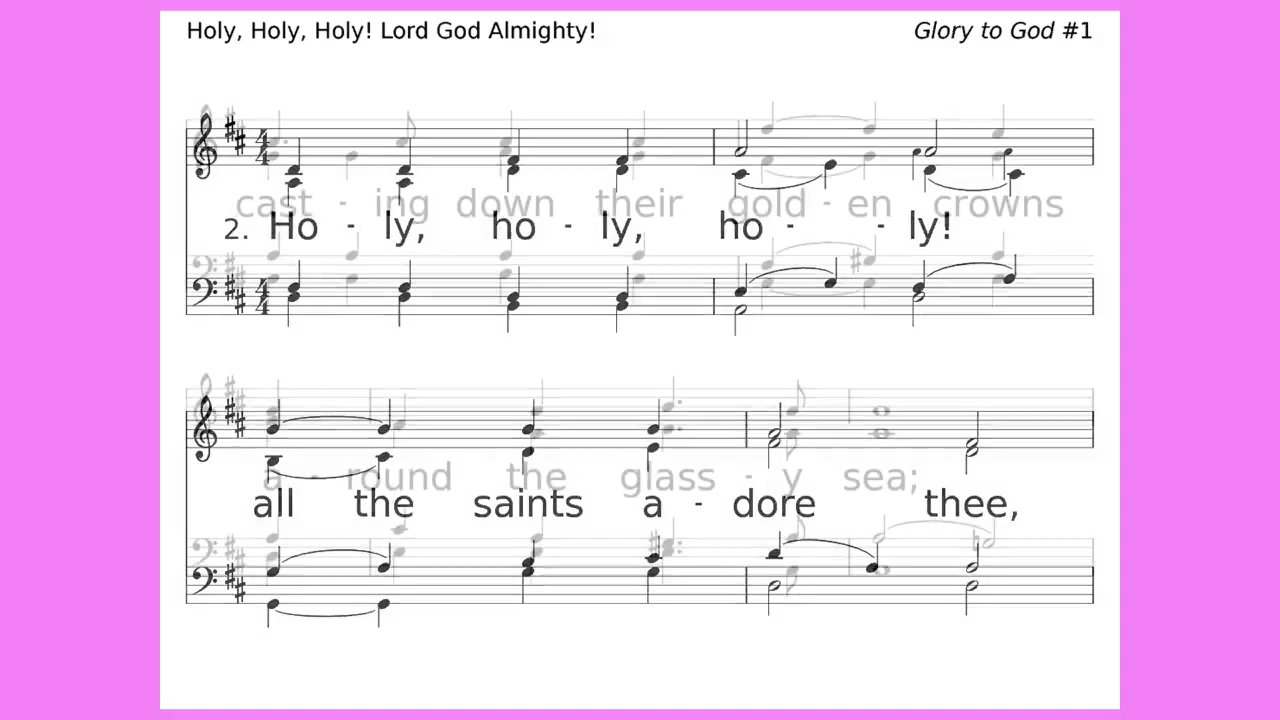 Holy, Holy, Holy! Lord God Almighty!
Glory to God #1
cast - ing down their gold - en crowns
2. Ho - ly, ho - ly, ho - - ly!
a - round the glass - y sea;
all the saints a - dore thee,